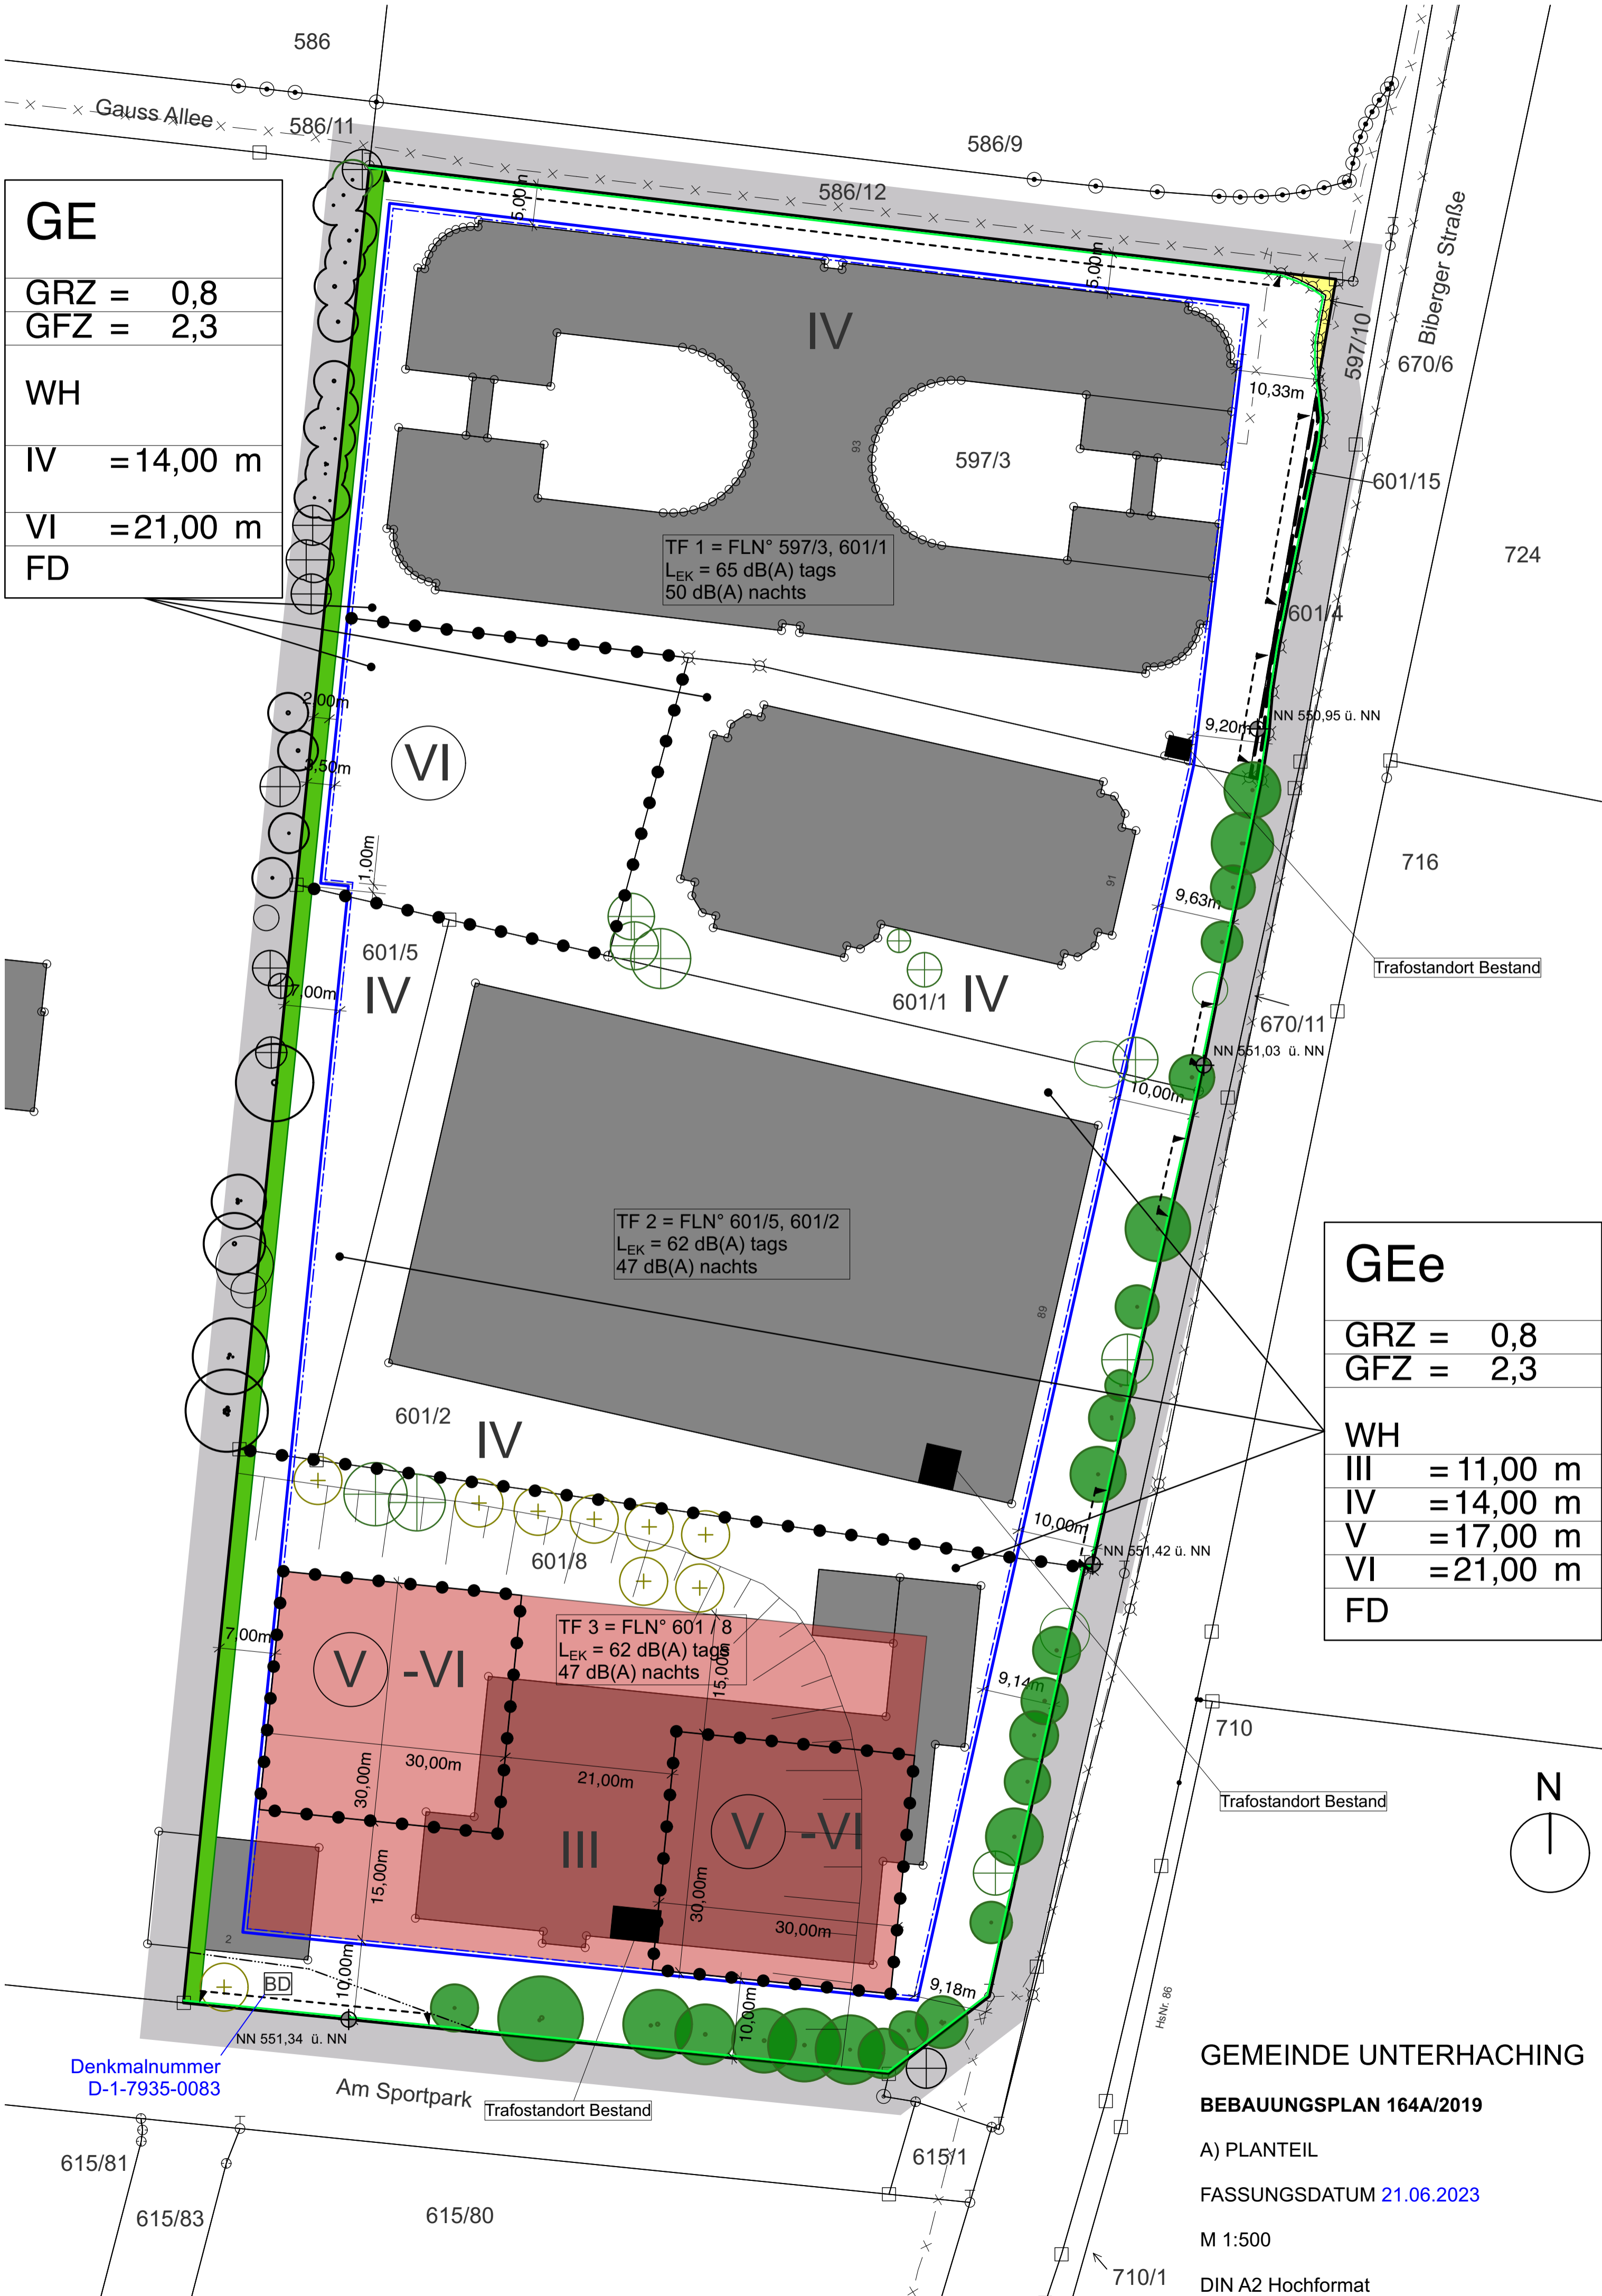 586
Gauss Allee
586/11
586/9
586/12
5,00 m
5,00m
Biberger Straße
597/10
670/6
GE
GRZ = 0,8
GFZ = 2,3
WH
IV =14,00 m
VI =21,00 m
FD
IV
10,33m
93
597/3
601/15
TF 1 = FLN° 597/3, 601/1
LEK = 65 dB(A) tags
50 dB(A) nachts
724
601/4
2,00m
9,20m
NN 550,95 ü. NN
VI
3,50m
1,00m
91
716
9,63m
601/5
IV
601/1
IV
Trafostandort Bestand
7,00m
670/11
NN 551,03 ü. NN
10,00m
TF 2 = FLN° 601/5, 601/2
LEK = 62 dB(A) tags
47 dB(A) nachts
89
GEe
GRZ = 0,8
GFZ = 2,3
WH
III = 11,00 m
IV =14,00 m
V =17,00 m
VI =21,00 m
FD
601/2
IV
10,00m
NN 551,42 ü. NN
601/8
TF 3 = FLN° 601 / 8
LEK = 62 dB(A) tags
47 dB(A) nachts
7,00m
V -VI
15,00m
9,14m
710
30,00m
30,00m
21,00m
Trafostandort Bestand
N
III
V -VI
15,00m
30,00m
30,00m
2
BD
10,00m
10,00m
9,18m
HsNr. 86
NN 551,34 ü. NN
Denkmalnummer
D-1-7935-0083
Am Sportpark
Trafostandort Bestand
615/81
615/83
615/80
615/1
710/1
GEMEINDE UNTERHACHING
BEBAUUNGSPLAN 164A/2019
A) PLANTEIL
FASSUNGSDATUM 21.06.2023
M 1:500
DIN A2 Hochformat